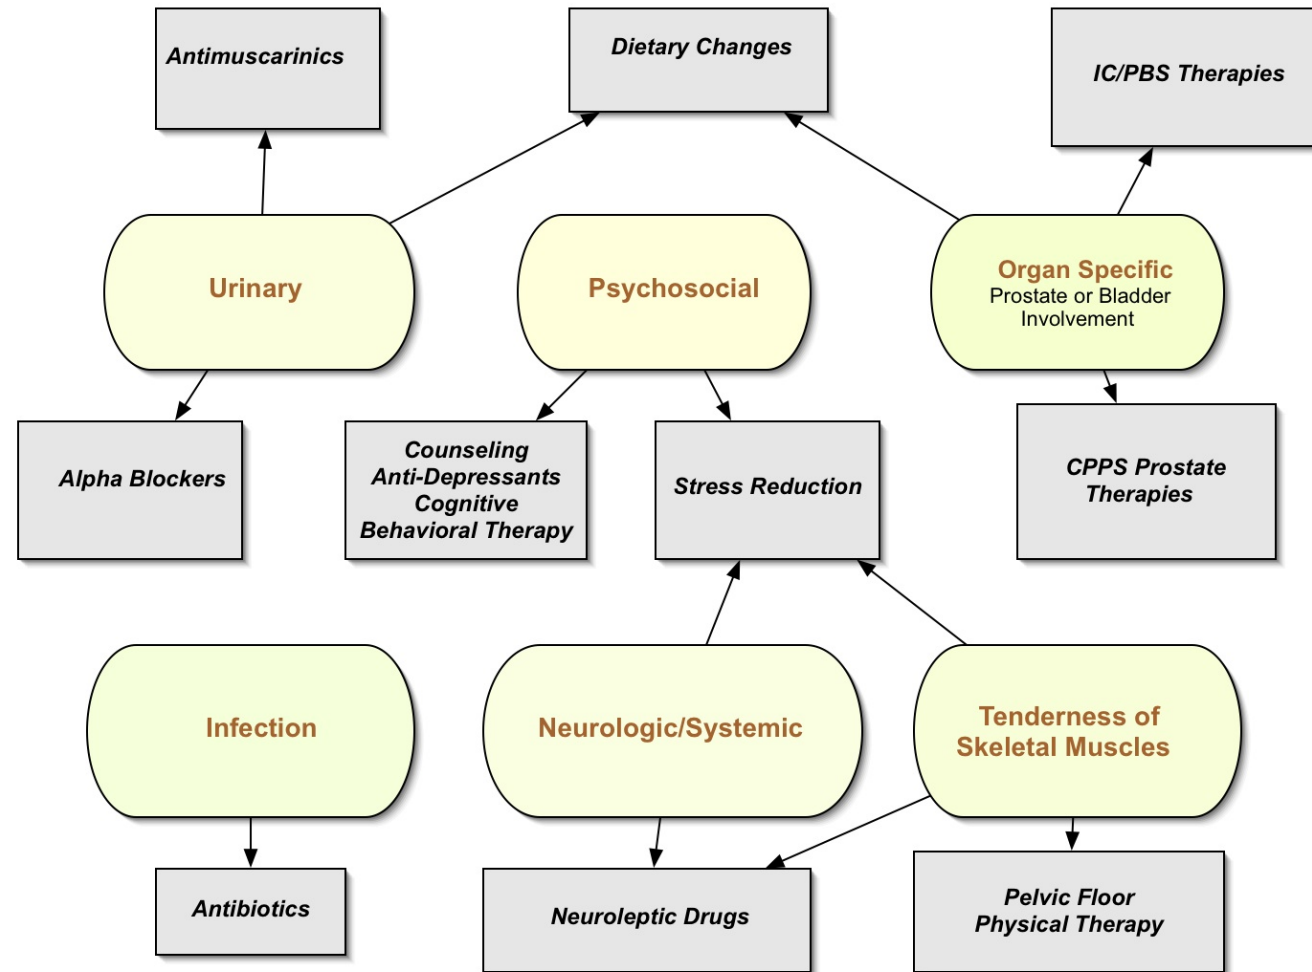 Antimuscarinics
Dietary Changes
IC/PBS Therapies
Urinary
Psychosocial
Organ Specific
Prostate or Bladder
Involvement
Alpha Blockers
Counseling
Anti-Depressants
Cognitive
Behavioral Therapy
Stress Reduction
CPPS Prostate
Therapies
Infection
Neurologic/Systemic
Tenderness of
Skeletal Muscles
Antibiotics
Neuroleptic Drugs
Pelvic Floor
Physical Therapy